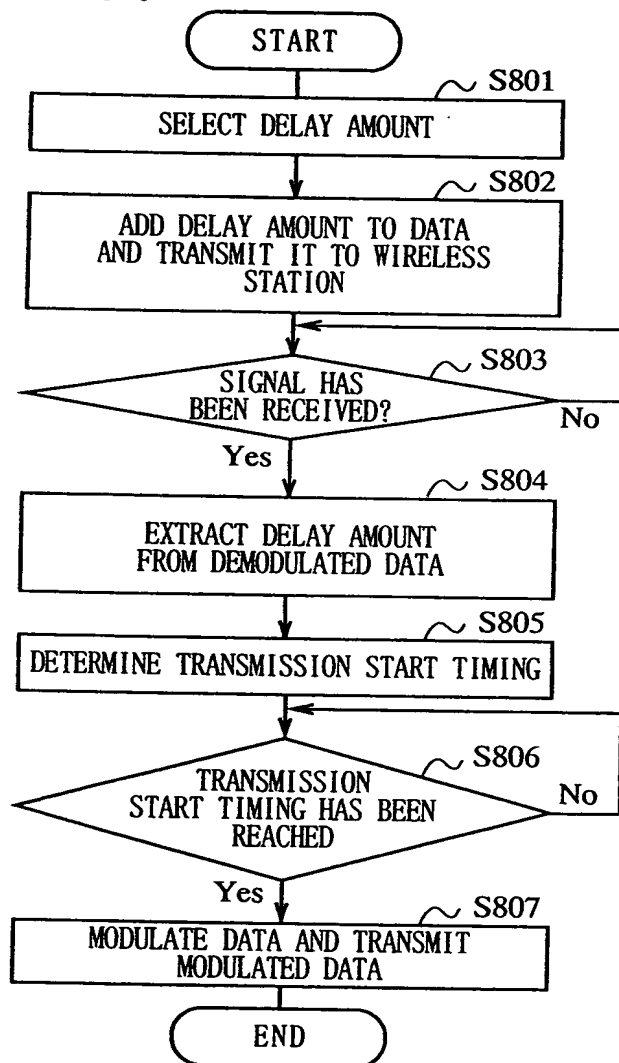 START
S801
SELECT DELAY AMOUNT
S802
ADD DELAY AMOUNT TO DATA
AND TRANSMIT IT TO WIRELESS
STATION
S803
SIGNAL HAS
BEEN RECEIVED?
No
Yes
S804
EXTRACT DELAY AMOUNT
FROM DEMODULATED DATA
S805
DETERMINE TRANSMISSION START TIMING
S806
TRANSMISSION
START TIMING HAS BEEN
REACHED
No
Yes
S807
MODULATE DATA AND TRANSMIT
MODULATED DATA
END